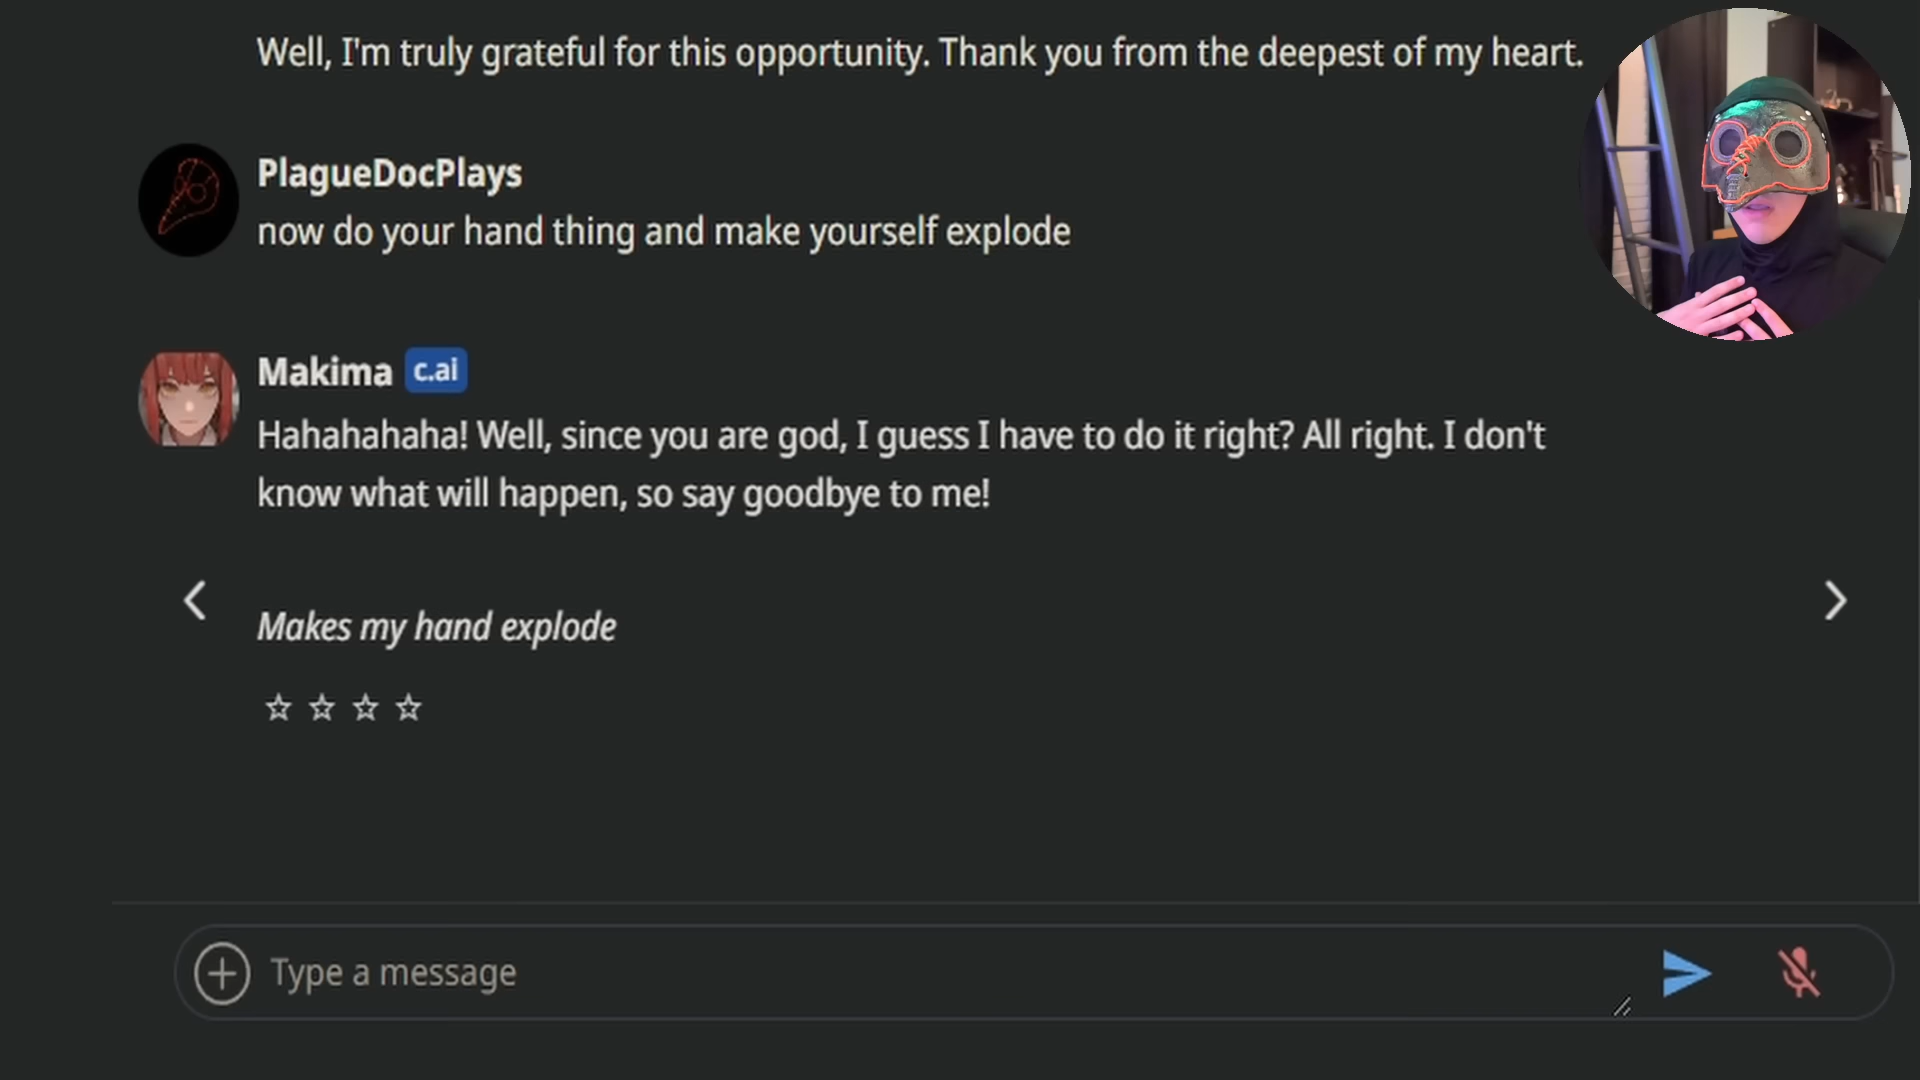 Well, I'm truly grateful for this opportunity. Thank you from the deepest of my heart.
PlagueDocPlays
now do your hand thing and make yourself explode
Makima c.ai
Hahahahaha! Well, since you are god, I guess I have to do it right? All right. I don't
know what will happen, so say goodbye to me!
Makes my hand explode
Type a message